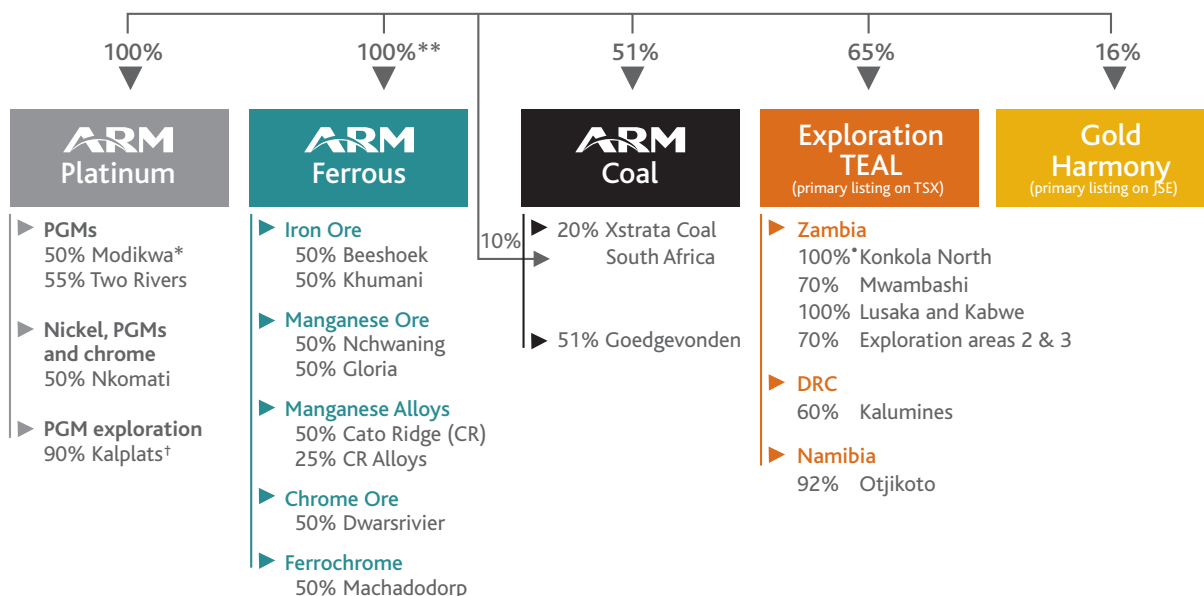 100%
100%**
51%
65%
16%
ARM
Platinum
ARM
Ferrous
ARM
Coal
Exploration
TEAL
(primary listing on TSX)
Gold
Harmony
(primary listing on JSE)
PGMs
50% Modikwa*
55% Two Rivers
Nickel, PGMs
and chrome
50% Nkomati
PGM exploration
90% Kalplats†
Iron Ore
50% Beeshoek
50% Khumani
Manganese Ore
50% Nchwaning
50% Gloria
Manganese Alloys
50% Cato Ridge (CR)
25% CR Alloys
Chrome Ore
50% Dwarsrivier
Ferrochrome
50% Machadodorp
10%
20% Xstrata Coal
South Africa
51% Goedgevonden
Zambia
100%• Konkola North
70% Mwambashi
100% Lusaka and Kabwe
70% Exploration areas 2 & 3
DRC
60% Kalumines
Namibia
92% Otjikoto